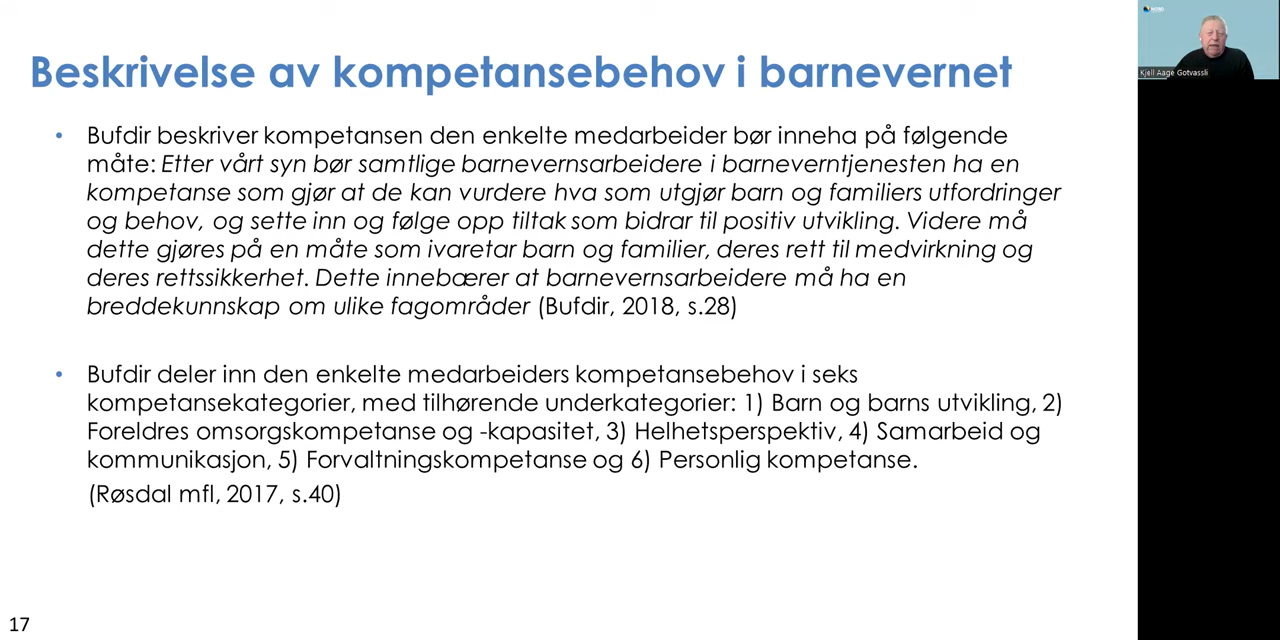 Beskrivelse av kompetansebehov i barnevernet
• Bufdir beskriver kompetansen den enkelte medarbeider bør inneha på følgende
måte: Etter vårt syn bør samtlige barnevernsarbeidere i barneverntjenesten ha en
kompetanse som gjør at de kan vurdere hva som utgjør barn og familiers utfordringer
og behov, og sette inn og følge opp tiltak som bidrar til positiv utvikling. Videre må
dette gjøres på en måte som ivaretar barn og familier, deres rett til medvirkning og
deres rettssikkerhet. Dette innebærer at barnevernsarbeidere må ha en
breddekunnskap om ulike fagområder (Bufdir, 2018, s.28)
• Bufdir deler inn den enkelte medarbeiders kompetansebehov i seks
kompetansekategorier, med tilhørende underkategorier: 1) Barn og barns utvikling, 2)
Foreldres omsorgskompetanse og -kapasitet, 3) Helhetsperspektiv, 4) Samarbeid og
kommunikasjon, 5) Forvaltningskompetanse og 6) Personlig kompetanse.
(Røsdal mfl, 2017, s.40)
17
Kjell Aage Gotvassli